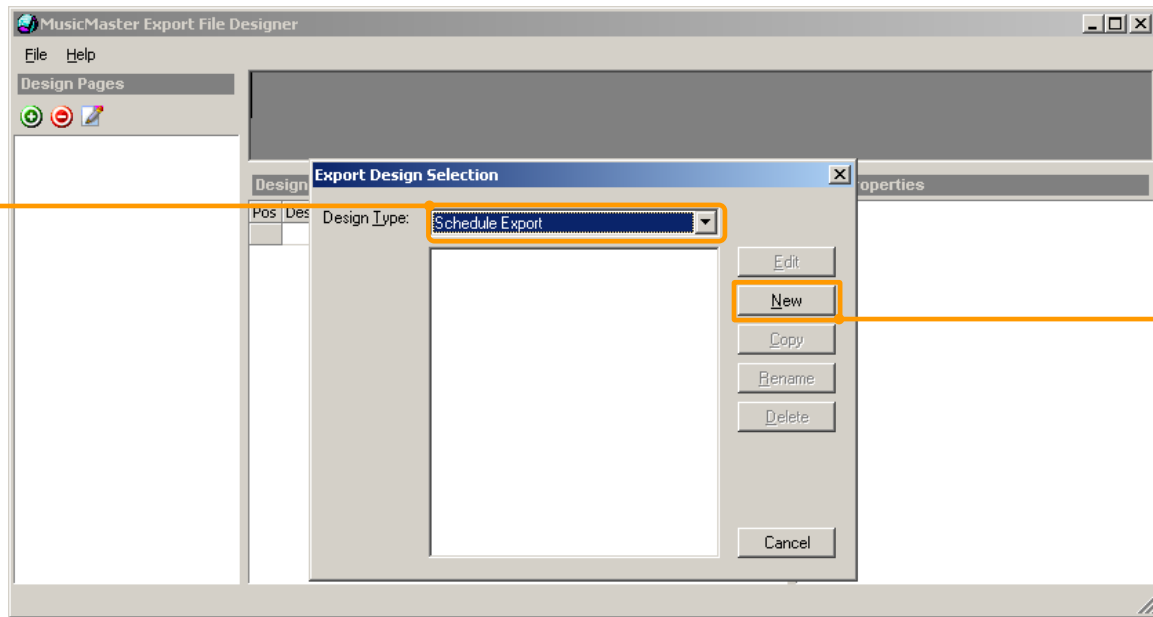 MusicMaster Export File Designer
File Help
Design Pages
Export Design Selection
Design
roperties
Pos Des
Design Type:
Schedule Export
Edit
New
Copy
Rename
Delete
Cancel